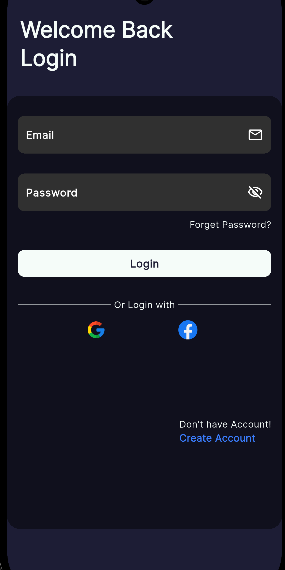 Welcome Back
Login
Email
Password
Forget Password?
Login
Or Login with
Don't have Account!
Create Account